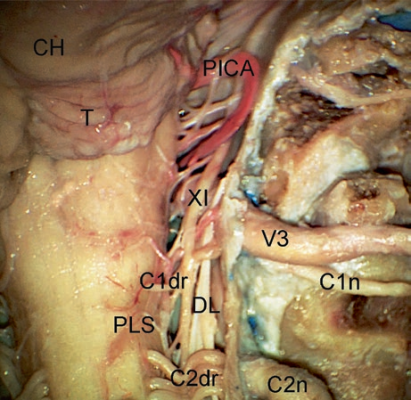 CH
PICA
T
XI
V3
C1dr
C1n
DL
PLS
C2dr
C2n